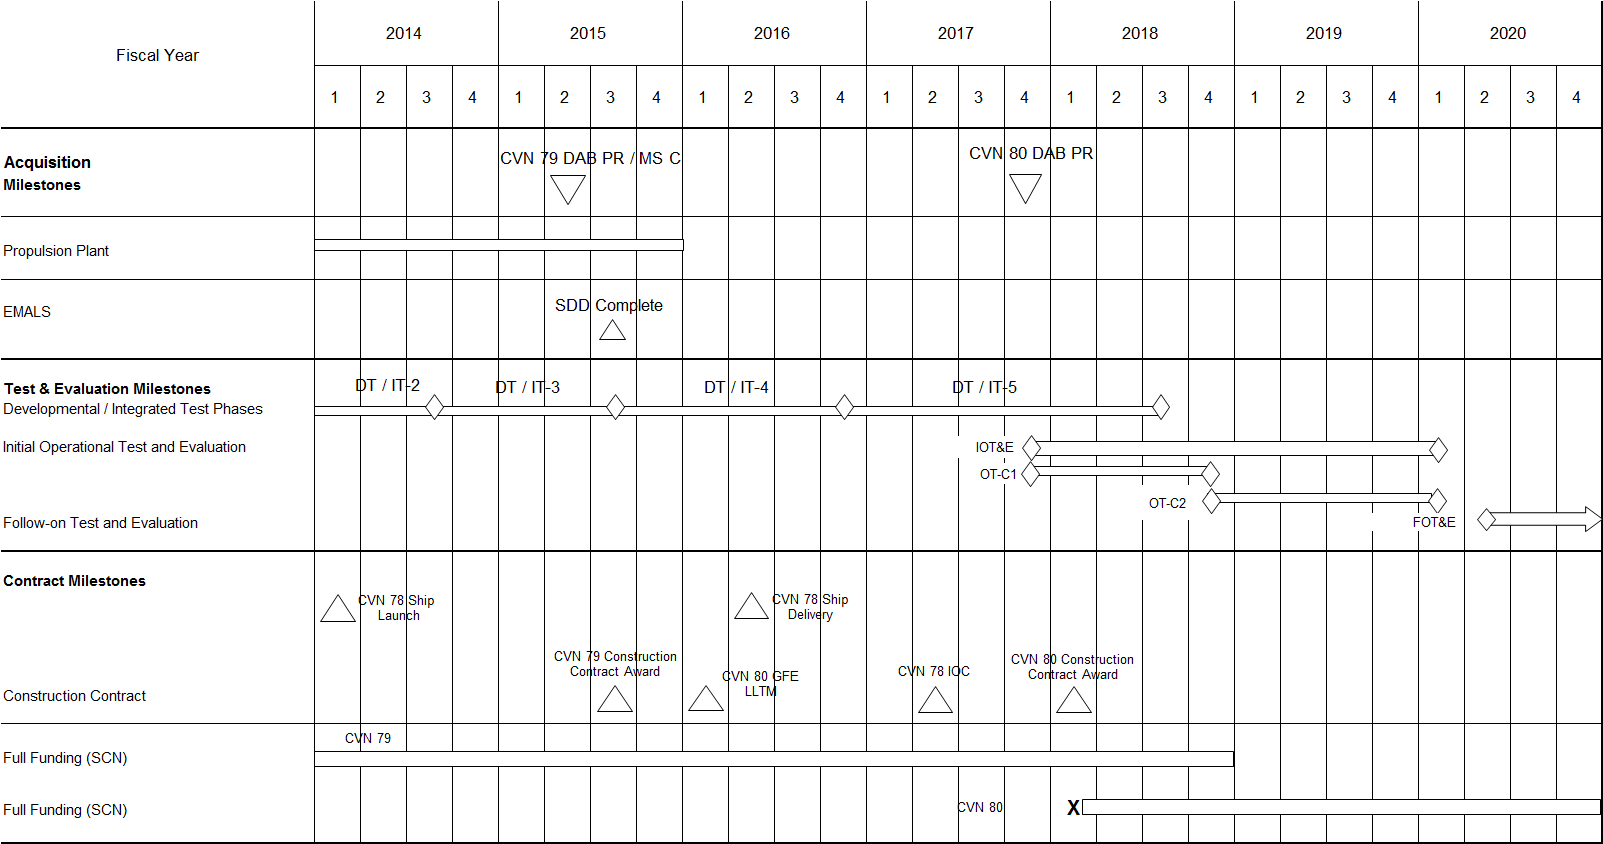 Fiscal Year
2014 2015 2016 2017 2018 2019 2020
1 2 3 4 1 2 3 4 1 2 3 4 1 2 3 4 1 2 3 4 1 2 3 4 1 2 3 4
Acquisition
Milestones
CVN 79 DAB PR / MS C
CVN 80 DAB PR
Propulsion Plant
EMALS
SDD Complete
Test & Evaluation Milestones
Developmental / Integrated Test Phases
DT / IT-2
DT / IT-3
DT / IT-4
DT / IT-5
Initial Operational Test and Evaluation
IOT&E
OT-C1
OT-C2
Follow-on Test and Evaluation
FOT&E
Contract Milestones
CVN 78 Ship
Launch
CVN 78 Ship
Delivery
Construction Contract
CVN 79 Construction
Contract Award
CVN 80 GFE
LLTM
CVN 78 IOC
CVN 80 Construction
Contract Award
Full Funding (SCN)
CVN 79
Full Funding (SCN)
CVN 80
X